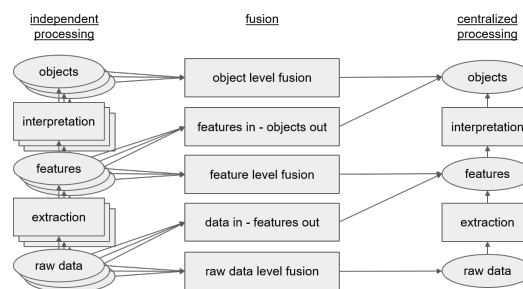 independent
processing
fusion
centralized
processing
objects
object level fusion
objects
interpretation
features in - objects out
interpretation
features
feature level fusion
features
extraction
data in - features out
extraction
raw data
raw data level fusion
raw data